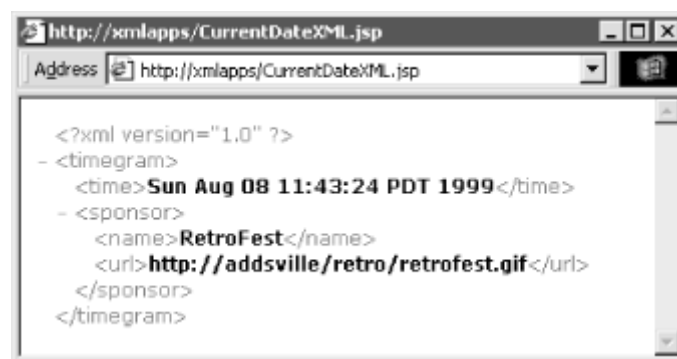 http://xmlapps/CurrentDateXML.jsp
Address http://xmlapps/CurrentDateXML.jsp
<?xml version="1.0" ?>
- <timegram>
<time>Sun Aug 08 11:43:24 PDT 1999</time>
- <sponsor>
<name>RetroFest</name>
<url>http://addsville/retro/retrofest.gif</url>
</sponsor>
</timegram>